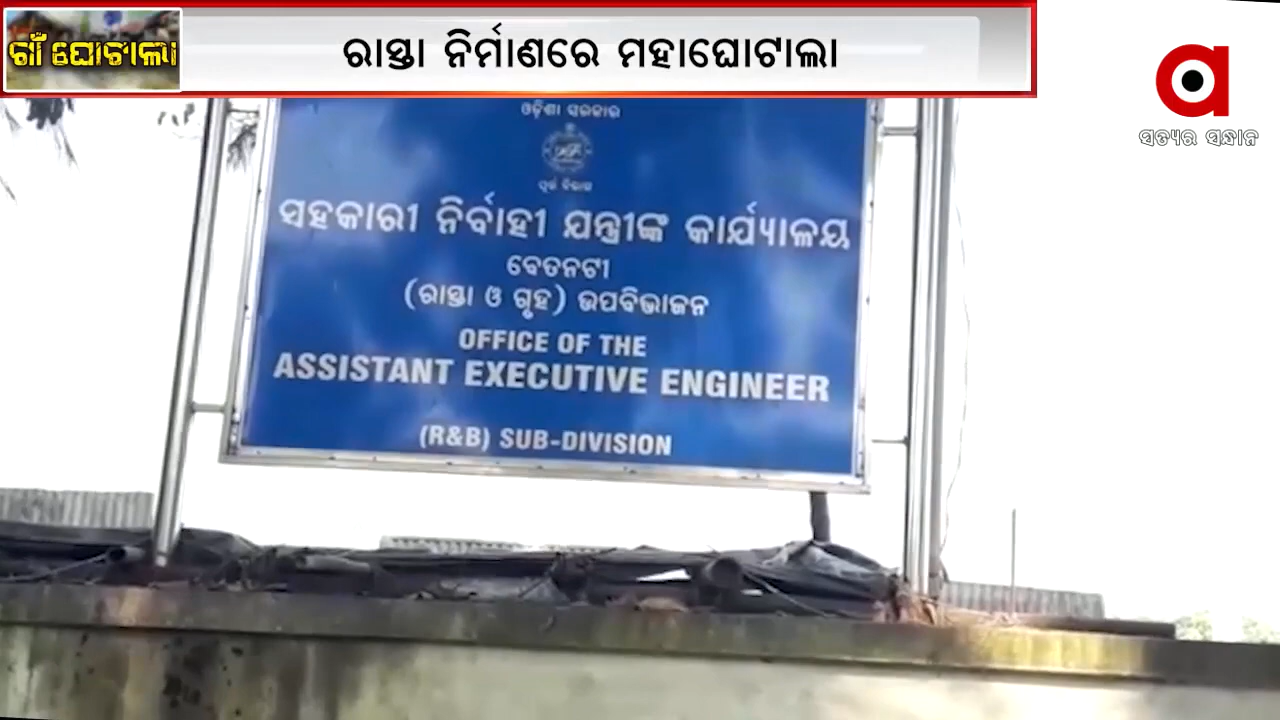 ଗାଁ ଘୋଟାଲା
ରାସ୍ତା ନିର୍ମାଣରେ ମହାଘୋଟାଲା
ସତ୍ୟର ସନ୍ଧାନ
ଓଡ଼ିଶା ସରକାର
ପୂର୍ତ୍ତ ବିଭାଗ
ସହକାରୀ ନିର୍ବାହୀ ଯନ୍ତ୍ରୀଙ୍କ କାର୍ଯ୍ୟାଳୟ
ବେତନଟୀ
(ରାସ୍ତା ଓ ଗୃହ) ଉପବିଭାଜନ
OFFICE OF THE
ASSISTANT EXECUTIVE ENGINEER
(R&B) SUB-DIVISION